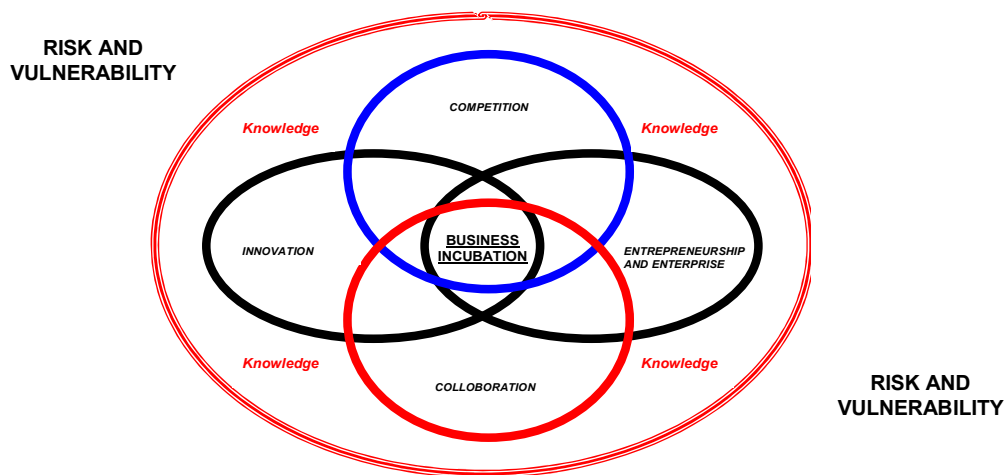 RISK AND
VULNERABILITY
COMPETITION
Knowledge
Knowledge
INNOVATION
BUSINESS
INCUBATION
ENTREPRENEURSHIP
AND ENTERPRISE
Knowledge
Knowledge
COLLOBORATION
RISK AND
VULNERABILITY